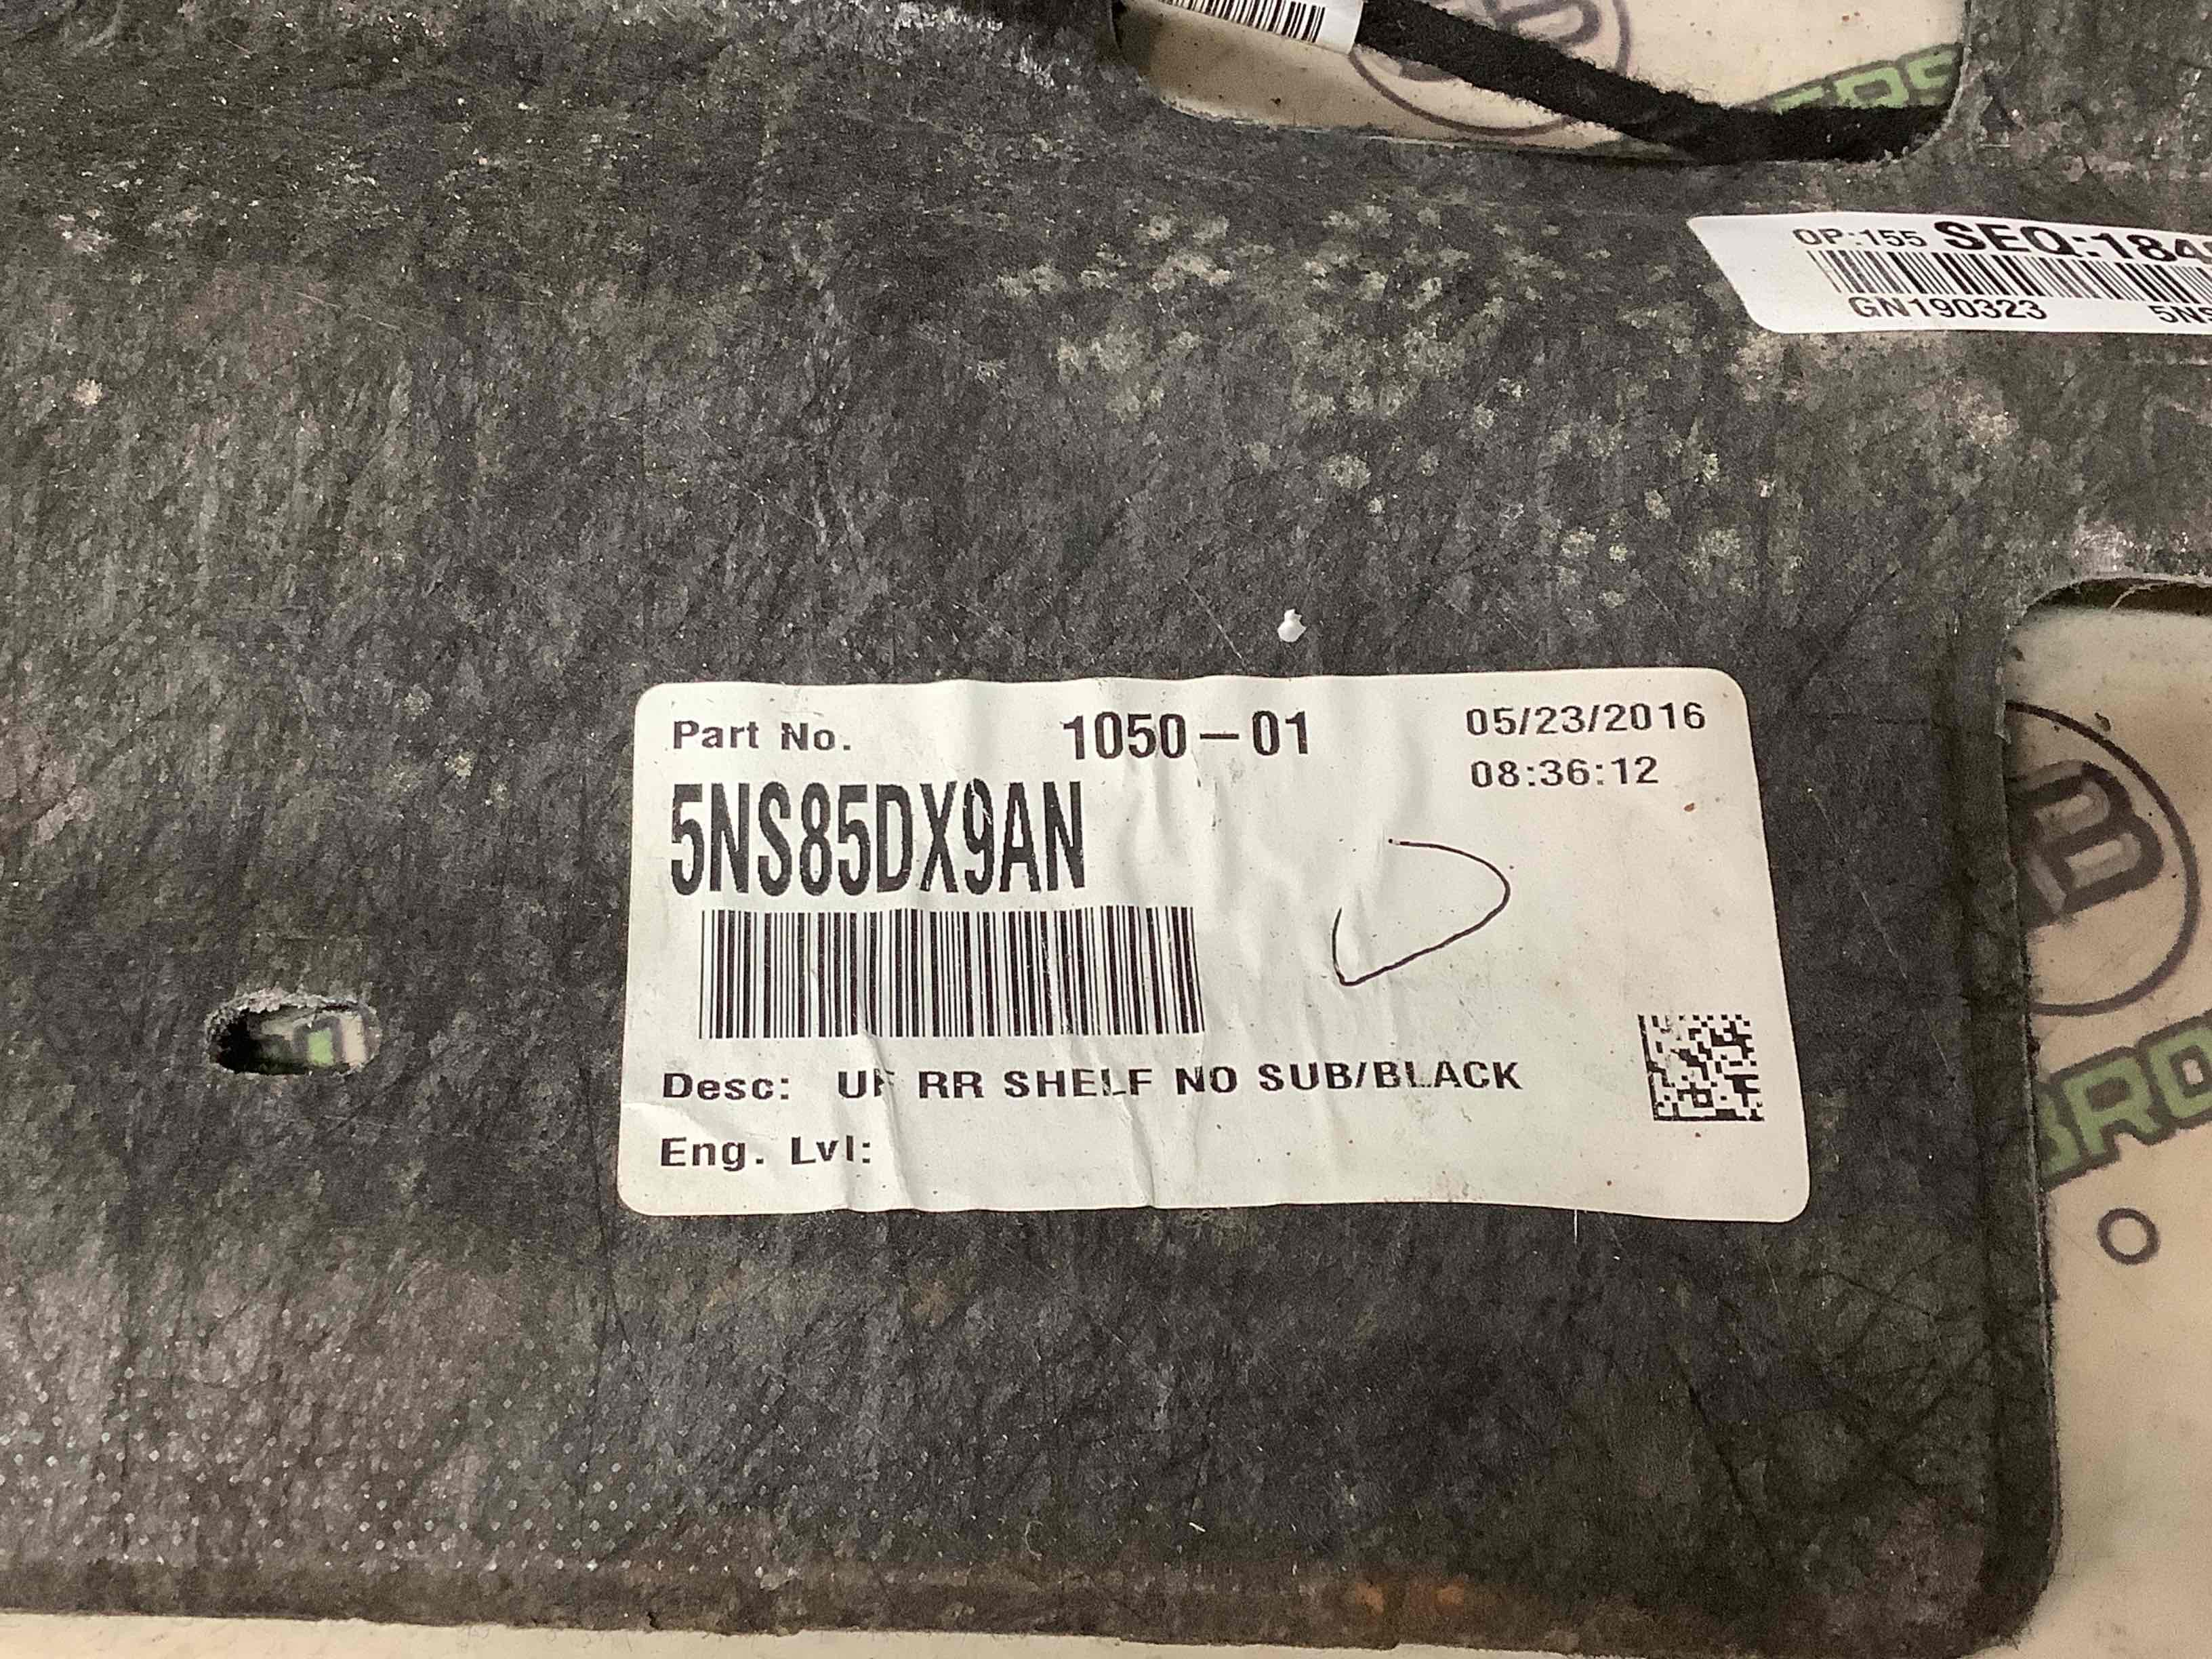 OP:155 SEQ:184
GN190323 5NS
Part No. 1050-01 05/23/2016
08:36:12
5NS85DX9AN
Desc: RR SHELF NO SUB/BLACK
Eng. Lvl: